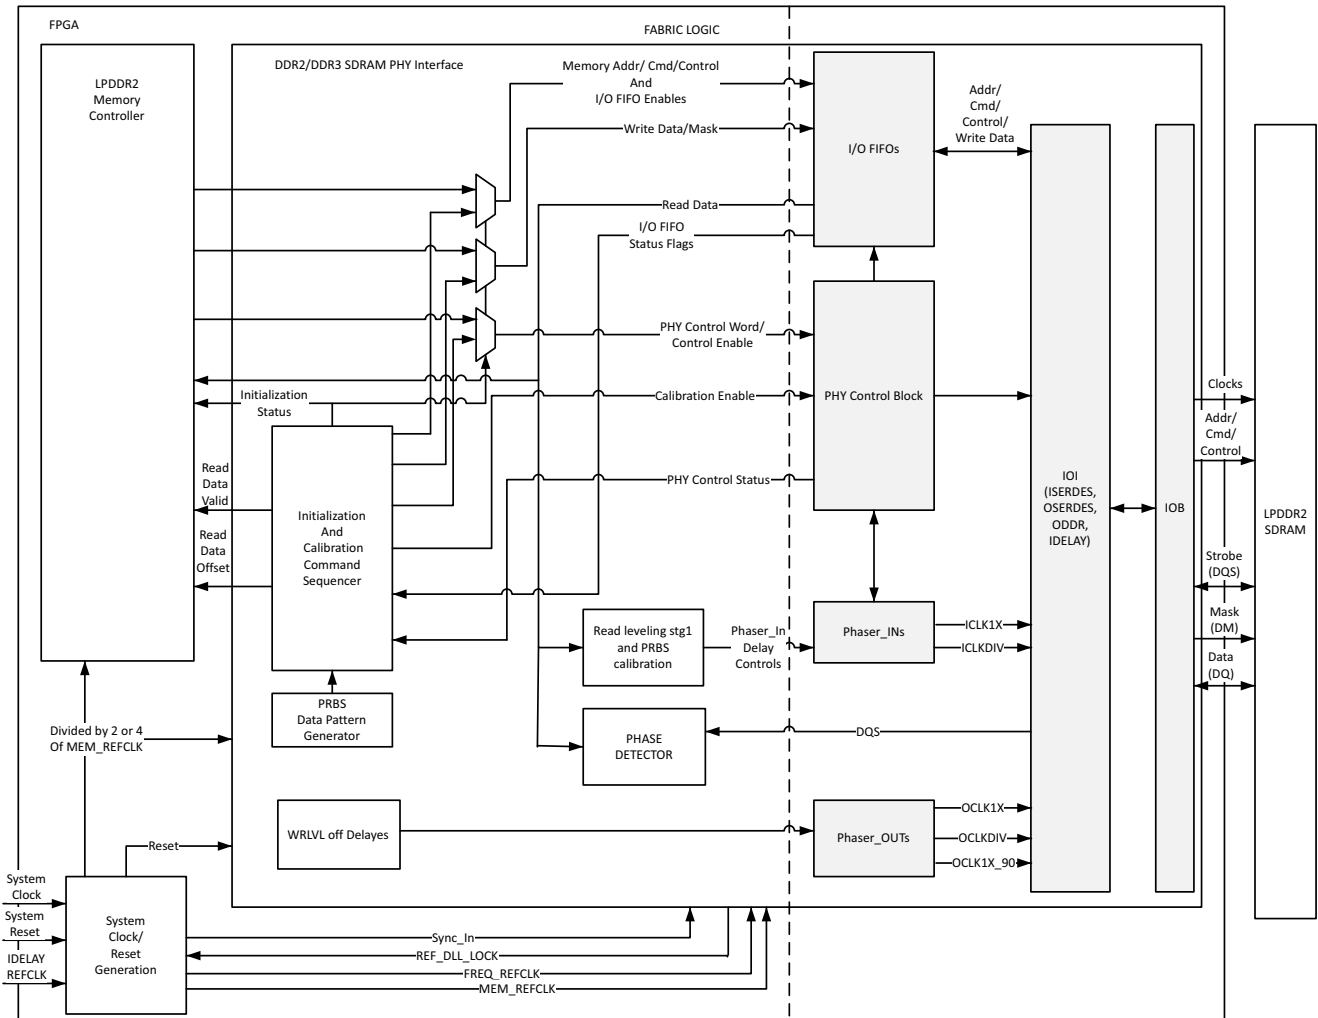 FPGA
FABRIC LOGIC
LPDDR2
Memory
Controller
DDR2/DDR3 SDRAM PHY Interface
Memory Addr/ Cmd/Control
And
I/O FIFO Enables
Write Data/Mask
I/O FIFOs
Addr/
Cmd/
Control/
Write Data
Read Data
I/O FIFO
Status Flags
PHY Control Word/
Control Enable
Initialization
Status
Calibration Enable
PHY Control Block
Clocks
Addr/
Cmd/
Control
Read
Data
Valid
PHY Control Status
IOI
(ISERDES,
OSERDES,
ODDR,
IDELAY)
IOB
LPDDR2
SDRAM
Initialization
And
Calibration
Command
Sequencer
Read
Data
Offset
Strobe
(DQS)
Mask
(DM)
Data
(DQ)
Read leveling stg1
and PRBS
calibration
Phaser_In
Delay
Controls
Phaser_INs
ICLK1X
ICLKDIV
PRBS
Data Pattern
Generator
Divided by 2 or 4
Of MEM_REFCLK
PHASE
DETECTOR
DQS
WRLVL off Delayes
Phaser_OUTs
OCLK1X
OCLKDIV
OCLK1X_90
Reset
System
Clock
System
Reset
IDELAY
REFCLK
System
Clock/
Reset
Generation
Sync_In
REF_DLL_LOCK
FREQ_REFCLK
MEM_REFCLK